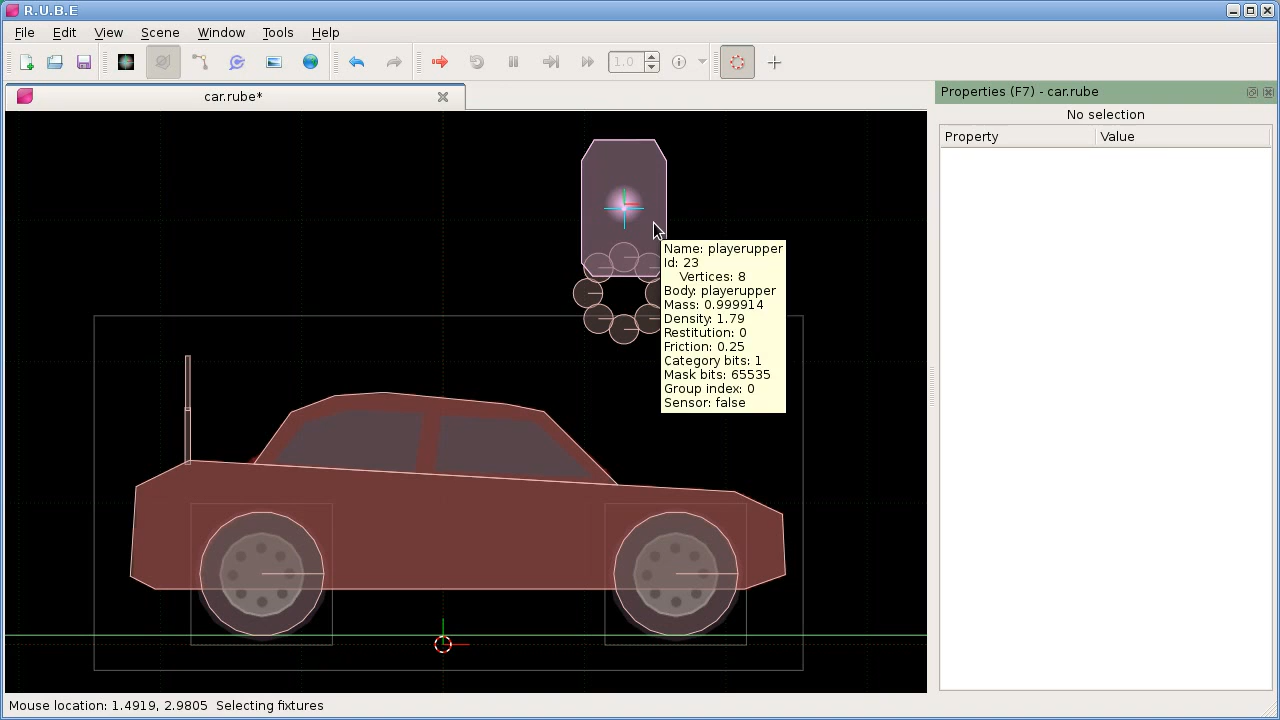 R.U.B.E
File Edit View Scene Window Tools Help
1.0
car.rube*
Properties (F7) - car.rube
No selection
Property Value
Name: playerupper
Id: 23
Vertices: 8
Body: playerupper
Mass: 0.999914
Density: 1.79
Restitution: 0
Friction: 0.25
Category bits: 1
Mask bits: 65535
Group index: 0
Sensor: false
Mouse location: 1.4919, 2.9805 Selecting fixtures